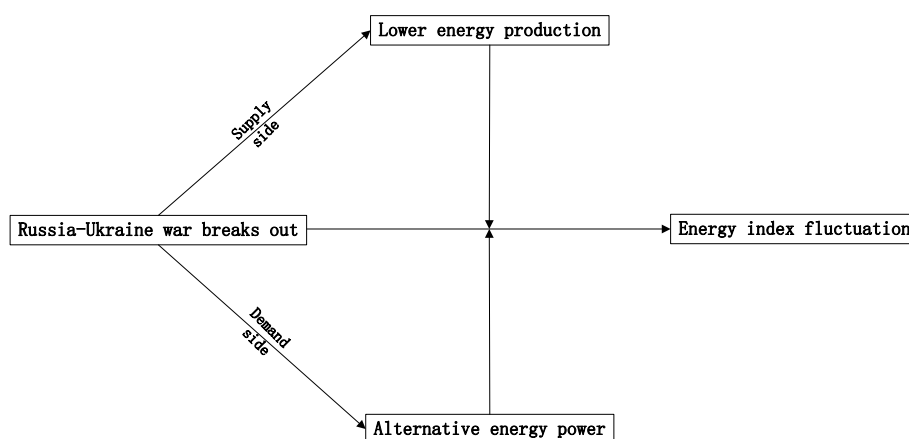 Lower energy production
Supply
side
Russia-Ukraine war breaks out
Energy index fluctuation
Demand
side
Alternative energy power